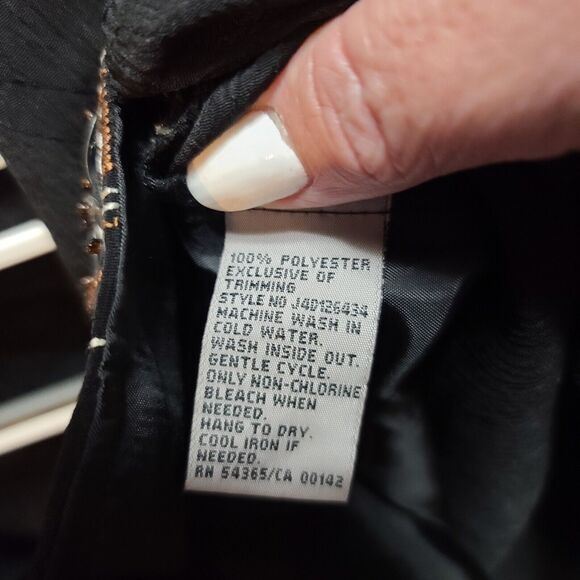 100% POLYESTER
EXCLUSIVE OF
TRIMMING
STYLE NO J4D126434
MACHINE WASH IN
COLD WATER.
WASH INSIDE OUT.
GENTLE CYCLE.
ONLY NON-CHLORINE
BLEACH WHEN
NEEDED.
HANG TO DRY.
COOL IRON IF
NEEDED.
RN 54365/CA 00142